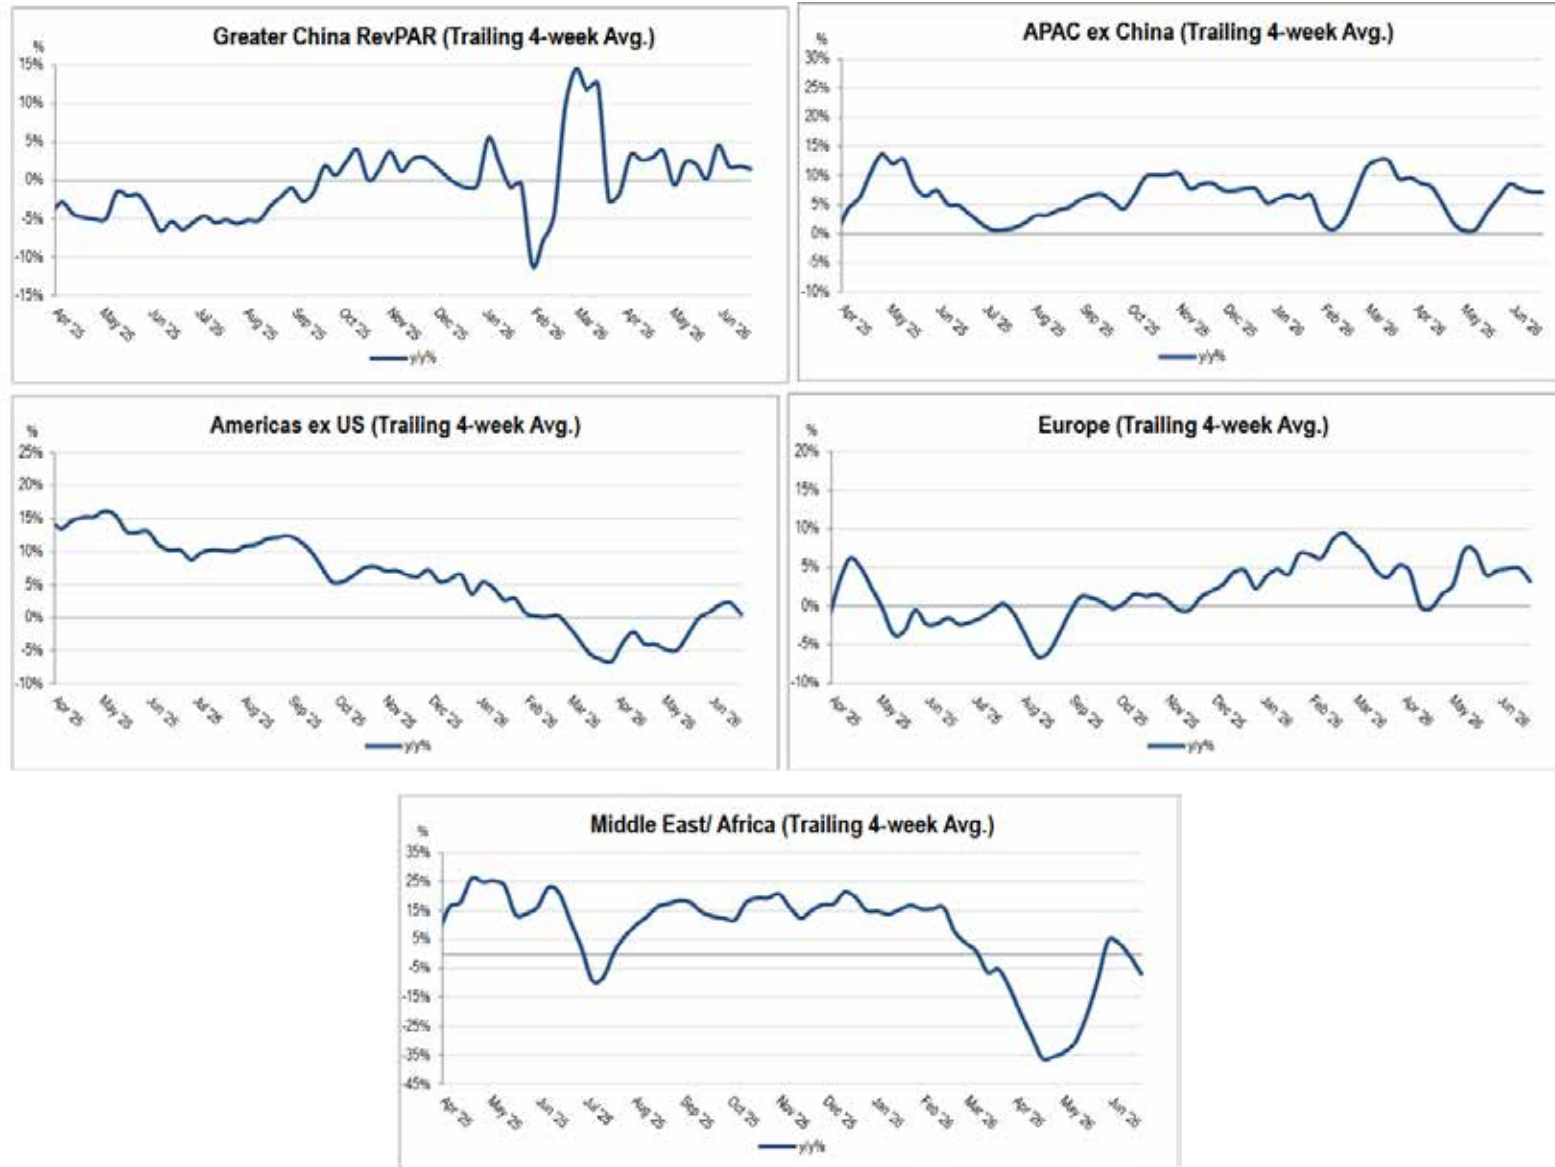 Greater China RevPAR (Trailing 4-week Avg.)
%
15%
10%
5%
0%
-5%
-10%
-15%
Apr '25
May '25
Jun '25
Jul '25
Aug '25
Sep '25
Oct '25
Nov '25
Dec '25
Jan '26
Feb '26
Mar '26
Apr '26
May '26
Jun '26
y/y%
APAC ex China (Trailing 4-week Avg.)
%
30%
25%
20%
15%
10%
5%
0%
-5%
-10%
Apr '25
May '25
Jun '25
Jul '25
Aug '25
Sep '25
Oct '25
Nov '25
Dec '25
Jan '26
Feb '26
Mar '26
Apr '26
May '26
Jun '26
y/y%
Americas ex US (Trailing 4-week Avg.)
%
25%
20%
15%
10%
5%
0%
-5%
-10%
Apr '25
May '25
Jun '25
Jul '25
Aug '25
Sep '25
Oct '25
Nov '25
Dec '25
Jan '26
Feb '26
Mar '26
Apr '26
May '26
Jun '26
y/y%
Europe (Trailing 4-week Avg.)
%
20%
15%
10%
5%
0%
-5%
-10%
Apr '25
May '25
Jun '25
Jul '25
Aug '25
Sep '25
Oct '25
Nov '25
Dec '25
Jan '26
Feb '26
Mar '26
Apr '26
May '26
Jun '26
y/y%
Middle East/ Africa (Trailing 4-week Avg.)
%
35%
25%
15%
5%
-5%
-15%
-25%
-35%
-45%
Apr '25
May '25
Jun '25
Jul '25
Aug '25
Sep '25
Oct '25
Nov '25
Dec '25
Jan '26
Feb '26
Mar '26
Apr '26
May '26
Jun '26
y/y%